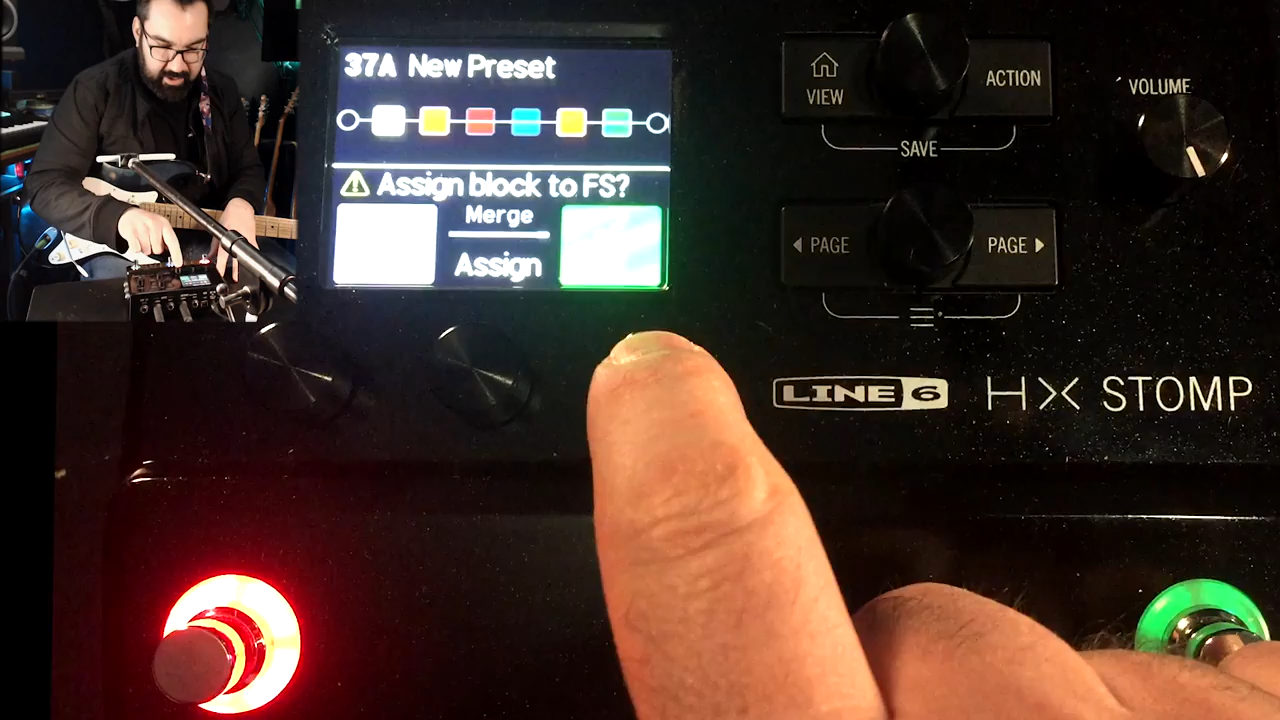 37A New Preset
Assign block to FS?
Merge
Assign
VIEW
ACTION
SAVE
VOLUME
PAGE
PAGE
LINE 6
HX STOMP